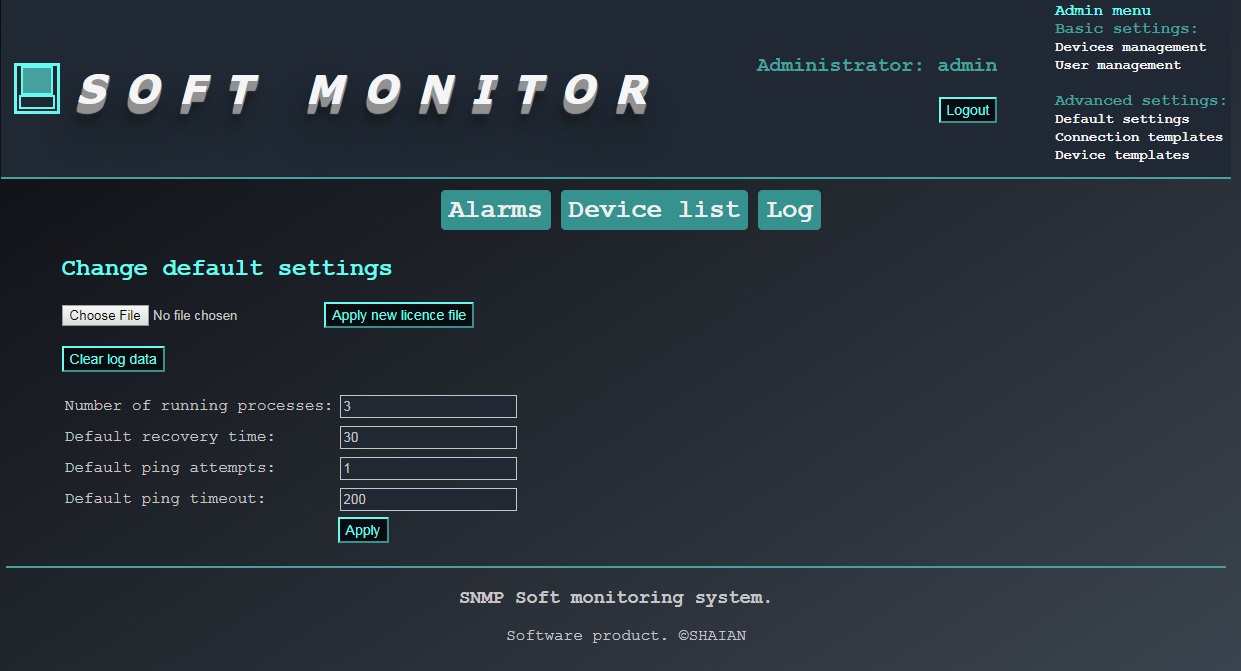 SOFT MONITOR
Administrator: admin
Logout
Admin menu
Basic settings:
Devices management
User management
Advanced settings:
Default settings
Connection templates
Device templates
Alarms
Device list
Log
Change default settings
Choose File No file chosen
Apply new licence file
Clear log data
Number of running processes: 3
Default recovery time: 30
Default ping attempts: 1
Default ping timeout: 200
Apply
SNMP Soft monitoring system.
Software product. ©SHAIAN